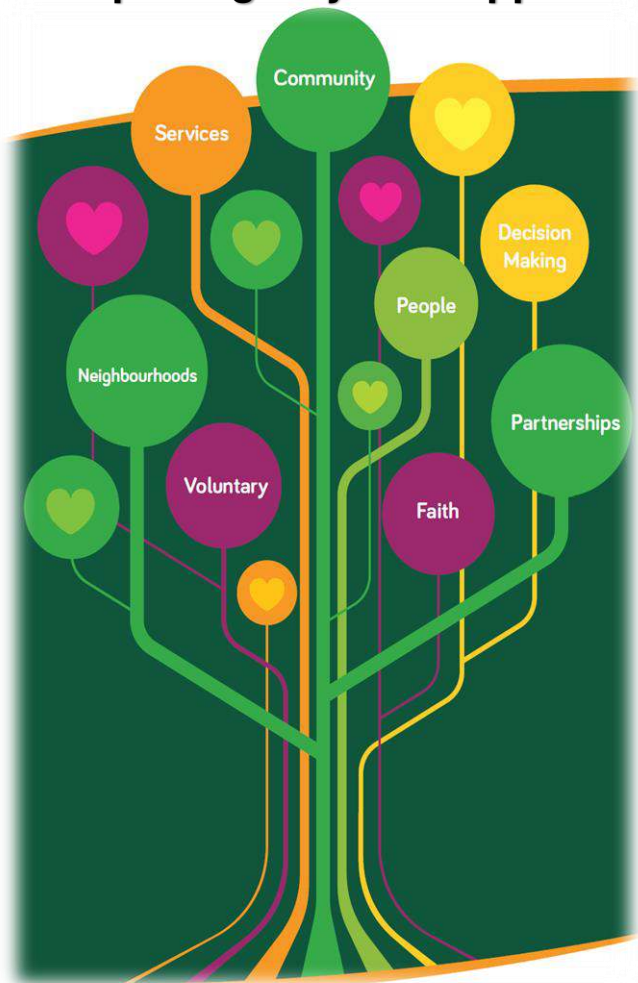 Community
Services
Decision
Making
People
Neighbourhoods
Partnerships
Voluntary
Faith